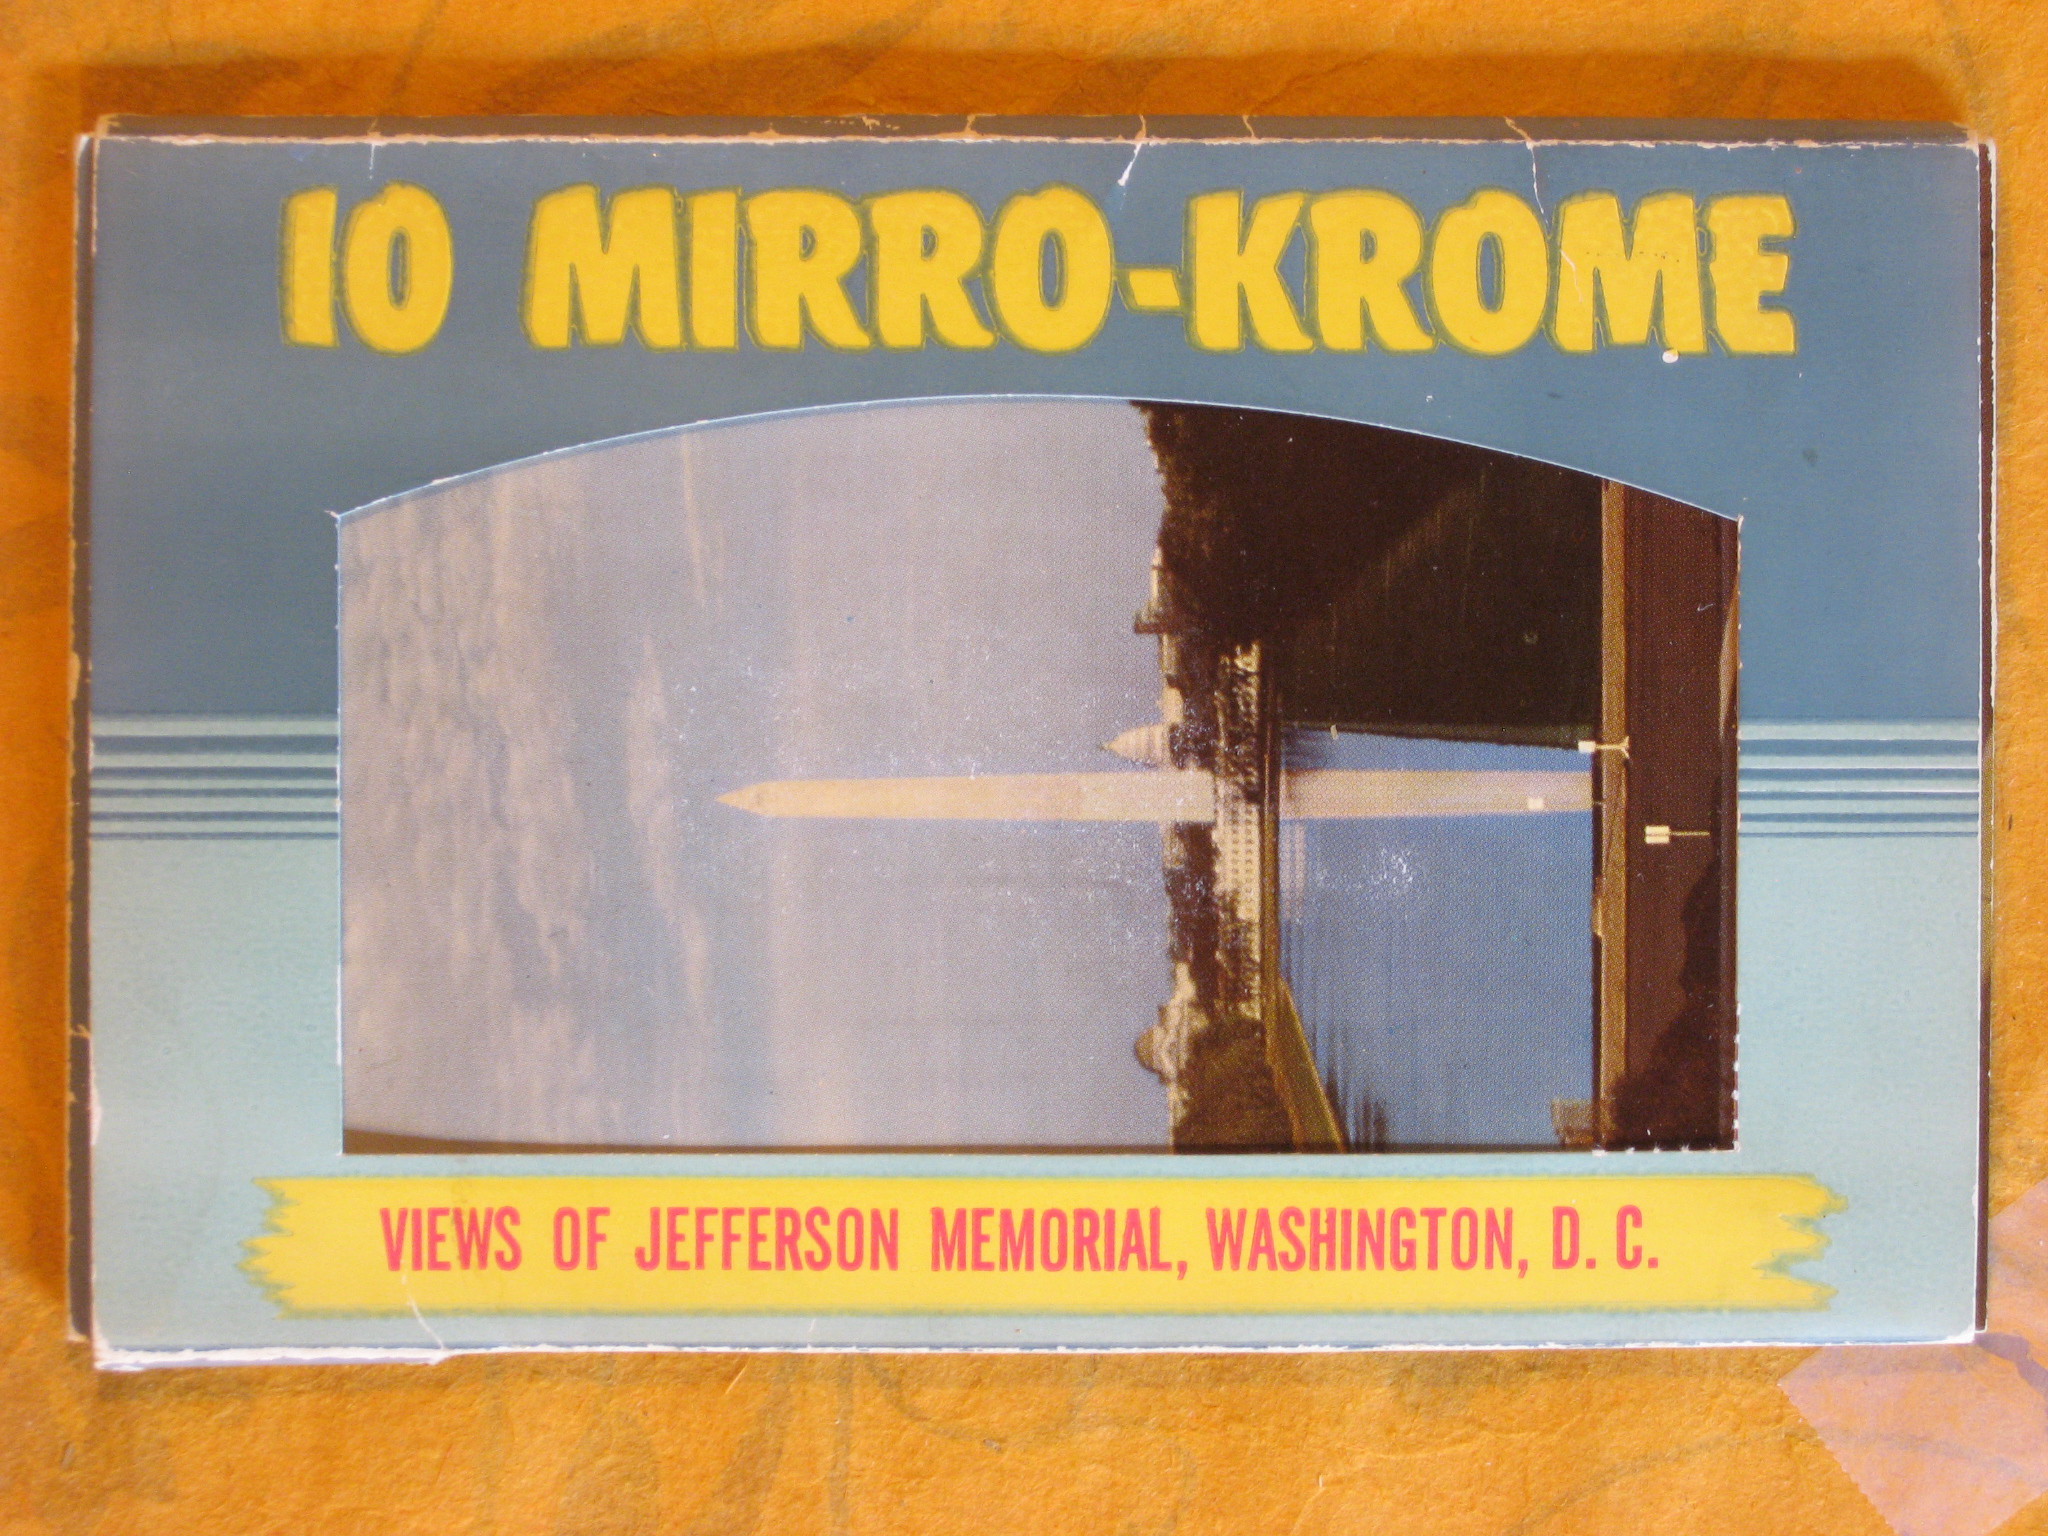 10 MIRRO-KROME
VIEWS OF JEFFERSON MEMORIAL, WASHINGTON, D. C.